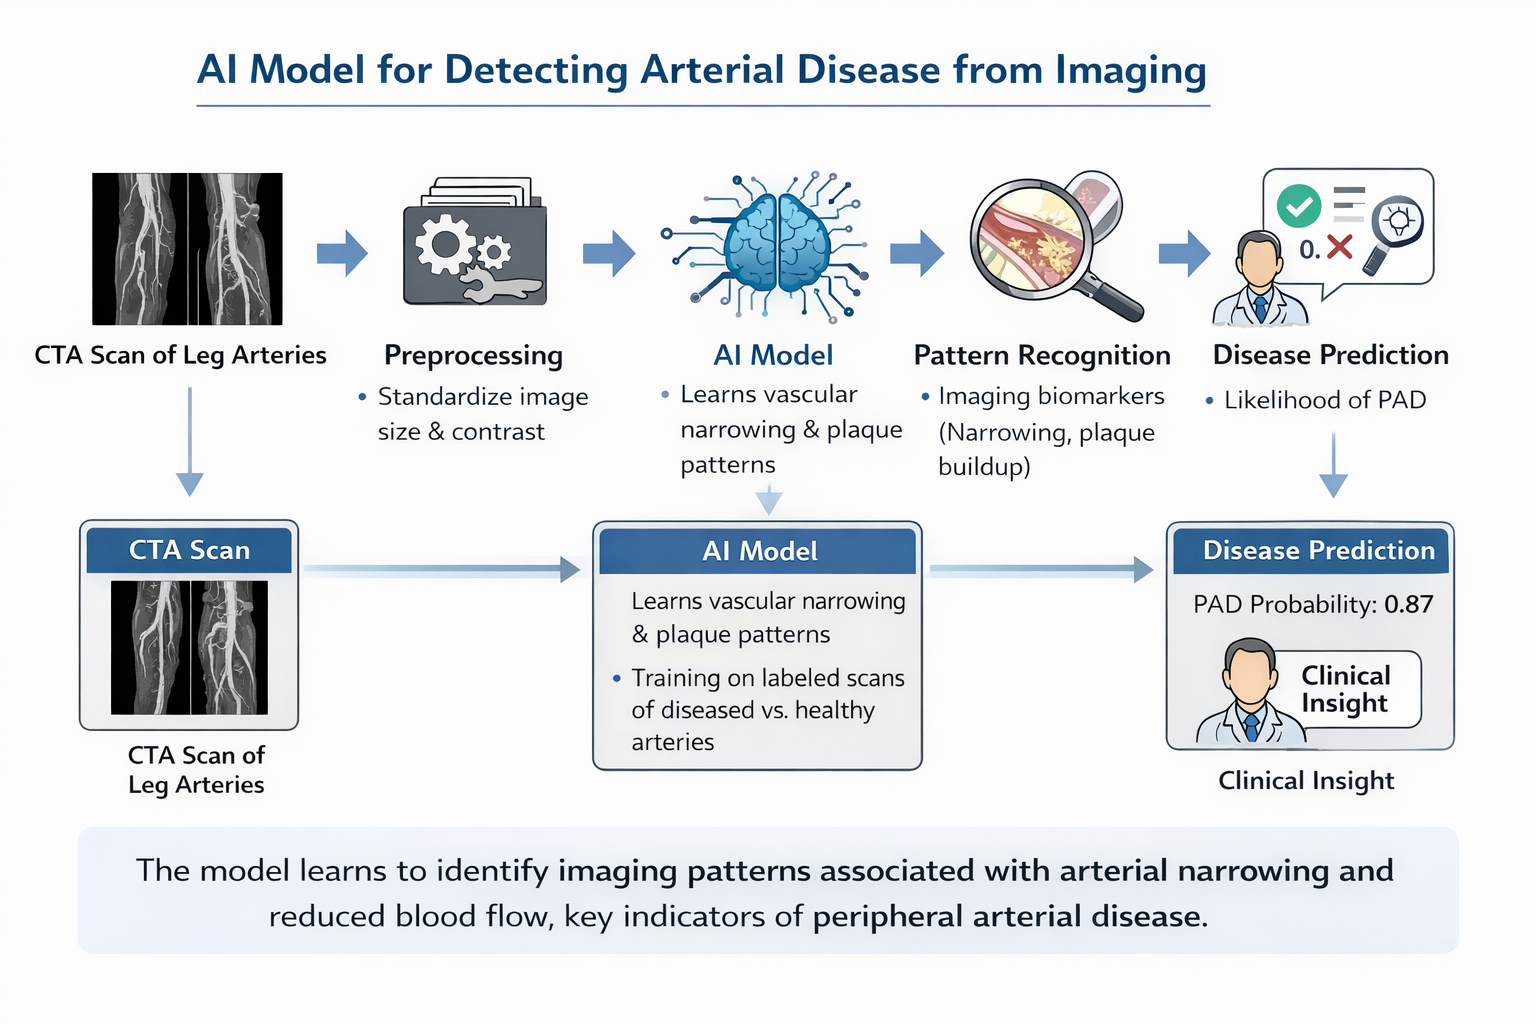 AI Model for Detecting Arterial Disease from Imaging
0.
CTA Scan of Leg Arteries
Preprocessing
• Standardize image
size & contrast
AI Model
• Learns vascular
narrowing & plaque
patterns
Pattern Recognition
• Imaging biomarkers
(Narrowing, plaque
buildup)
Disease Prediction
• Likelihood of PAD
CTA Scan
CTA Scan of
Leg Arteries
AI Model
Learns vascular narrowing
& plaque patterns
• Training on labeled scans
of diseased vs. healthy
arteries
Disease Prediction
PAD Probability: 0.87
Clinical
Insight
Clinical Insight
The model learns to identify imaging patterns associated with arterial narrowing and
reduced blood flow, key indicators of peripheral arterial disease.